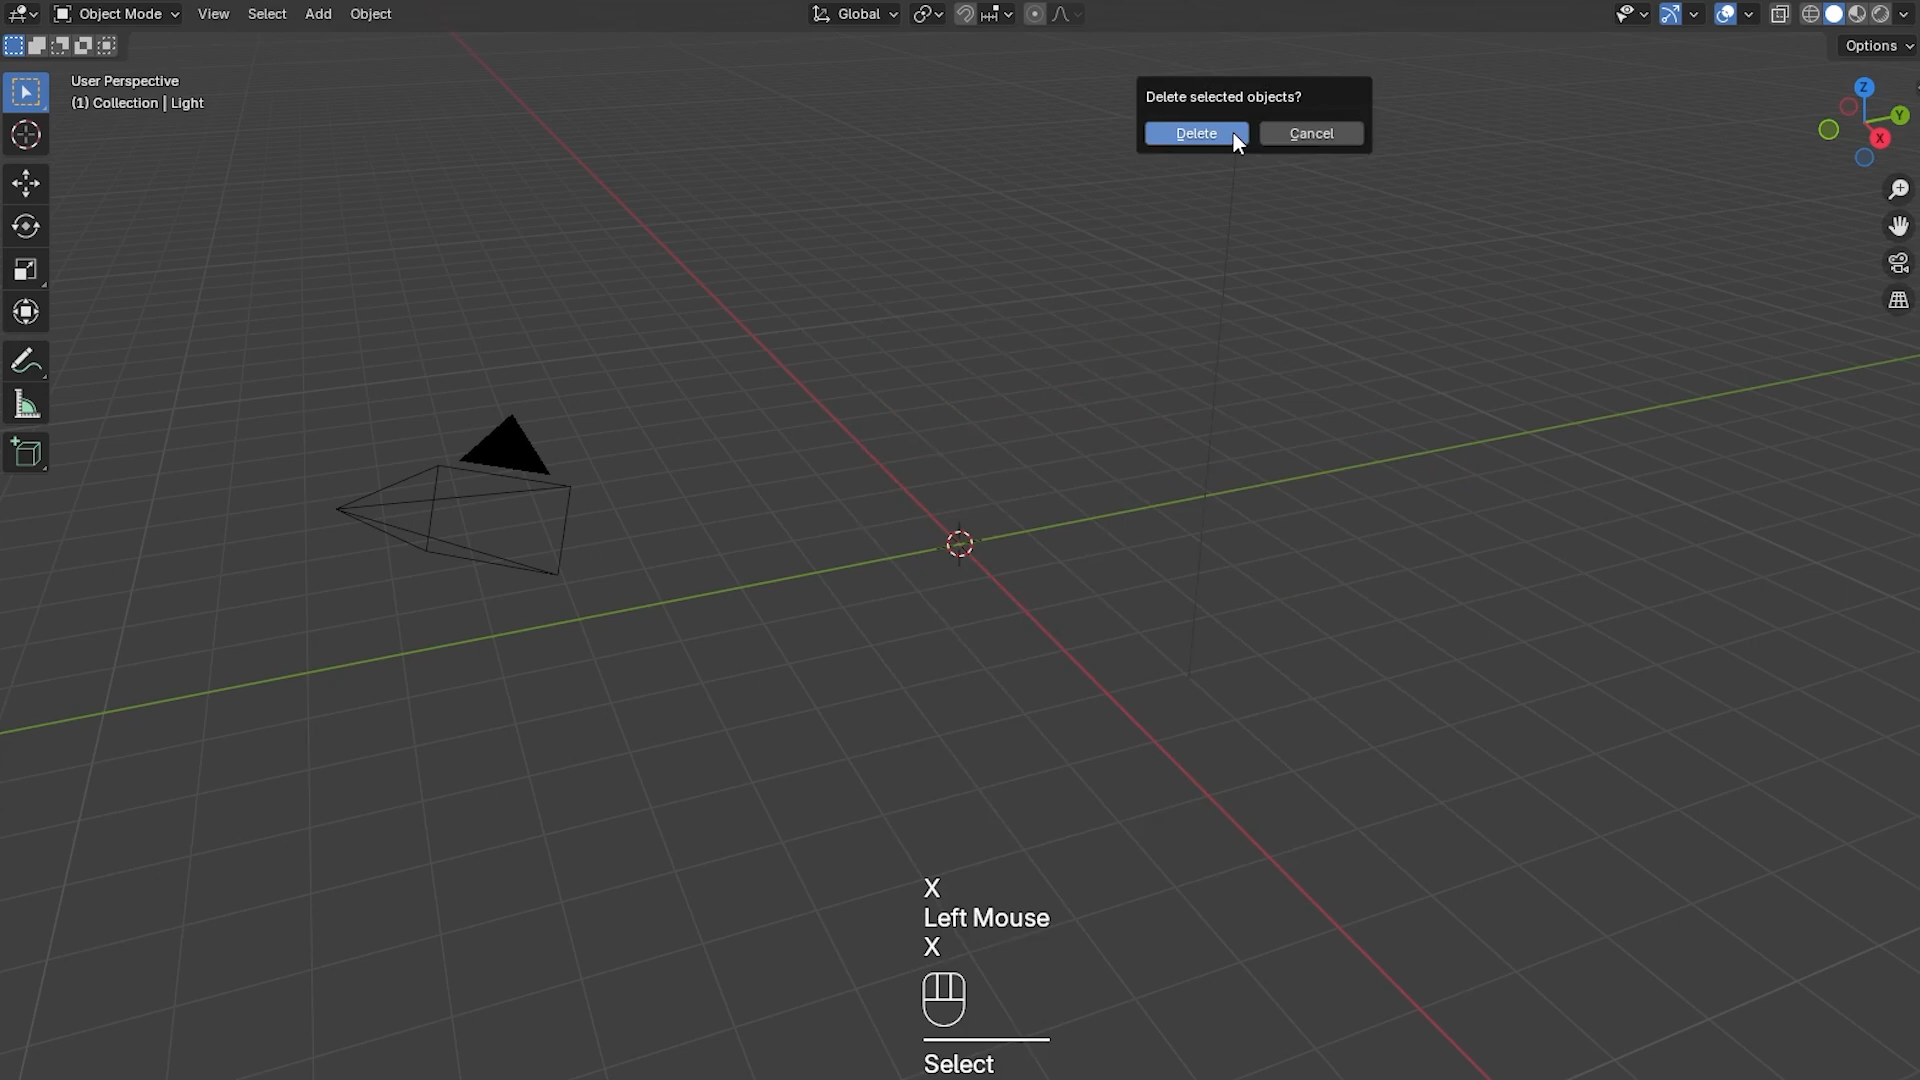 Object Mode View Select Add Object Global
Options
User Perspective
(1) Collection | Light
Delete selected objects?
Delete Cancel
Z
Y
X
X
Left Mouse
X
Select